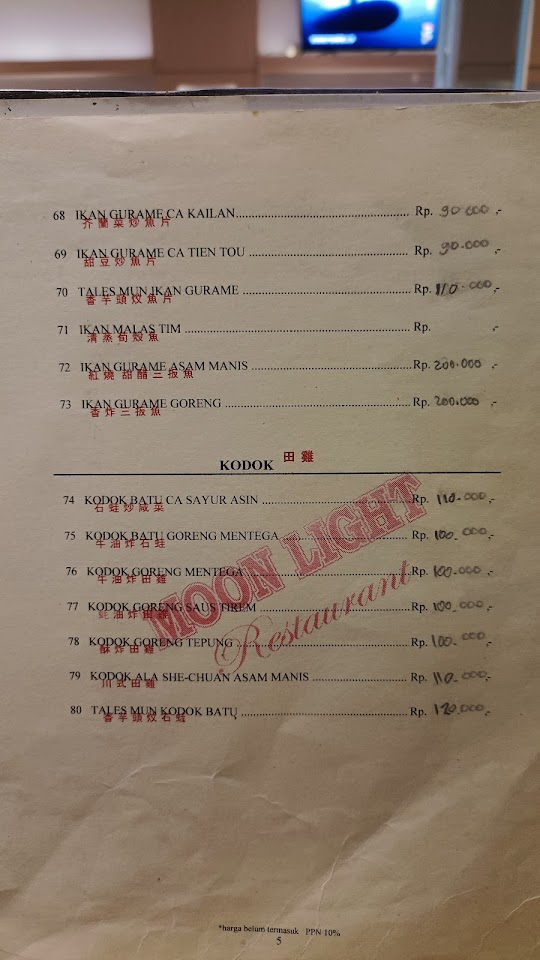 68 IKAN GURAME CA KAILAN Rp. 90.000,-
芥蘭菜炒魚片
69 IKAN GURAME CA TIEN TOU Rp. 90.000,-
甜豆炒魚片
70 TALES MUN IKAN GURAME Rp. 110.000,-
香芋頭炆魚片
71 IKAN MALAS TIM Rp. ,-
清蒸荀殼魚
72 IKAN GURAME ASAM MANIS Rp. 200.000,-
紅燒甜醋三扳魚
73 IKAN GURAME GORENG Rp. 200.000,-
香炸三扳魚
KODOK 田雞
74 KODOK BATU CA SAYUR ASIN Rp. 110.000,-
石蛙炒咸菜
75 KODOK BATU GORENG MENTEGA Rp. 100.000,-
牛油炸石蛙
76 KODOK GORENG MENTEGA Rp. 100.000,-
牛油炸田雞
77 KODOK GORENG SAUS TIREM Rp. 100.000,-
蚝油炸田雞
78 KODOK GORENG TEPUNG Rp. 100.000,-
酥炸田雞
79 KODOK ALA SHE-CHUAN ASAM MANIS Rp. 110.000,-
川式田雞
80 TALES MUN KODOK BATU Rp. 120.000,-
香芋頭炆石蛙
MOON LIGHT
Restaurant
*harga belum termasuk PPN 10%
5